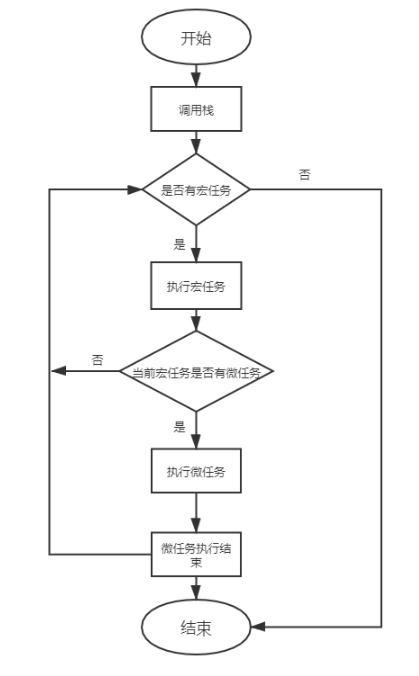 开始
调用栈
是否有宏任务
否
是
执行宏任务
否
当前宏任务是否有微任务
是
执行微任务
微任务执行结
束
结束